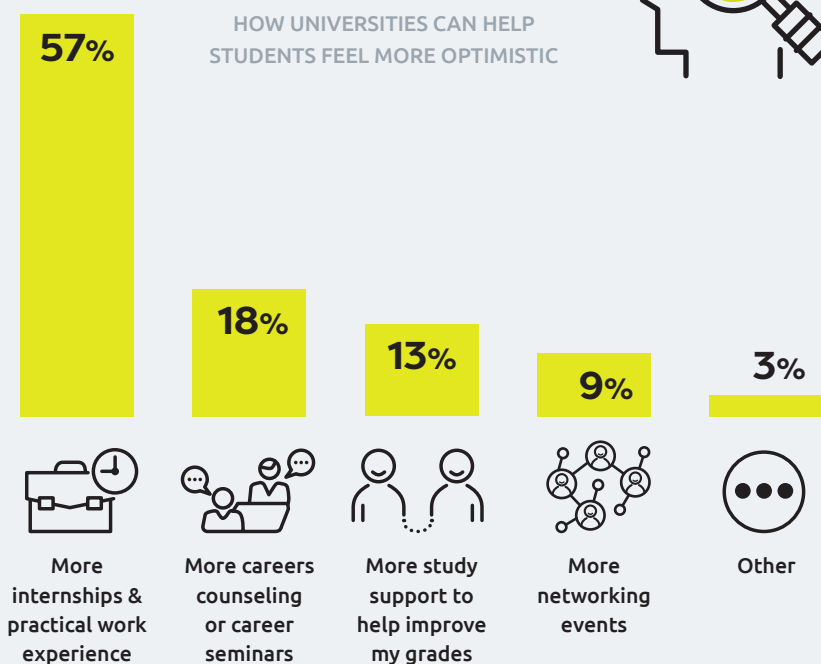 HOW UNIVERSITIES CAN HELP
STUDENTS FEEL MORE OPTIMISTIC
57%
18%
13%
9%
3%
More
internships &
practical work
experience
More careers
counseling
or career
seminars
More study
support to
help improve
my grades
More
networking
events
Other